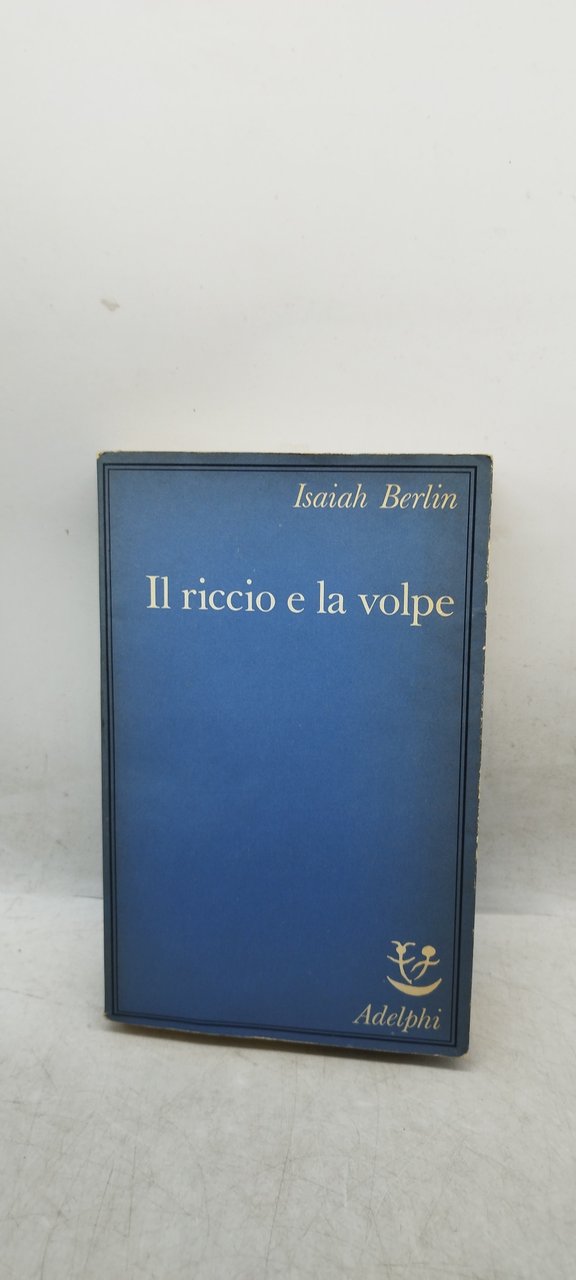 Isaiah Berlin
Il riccio e la volpe
Adelphi